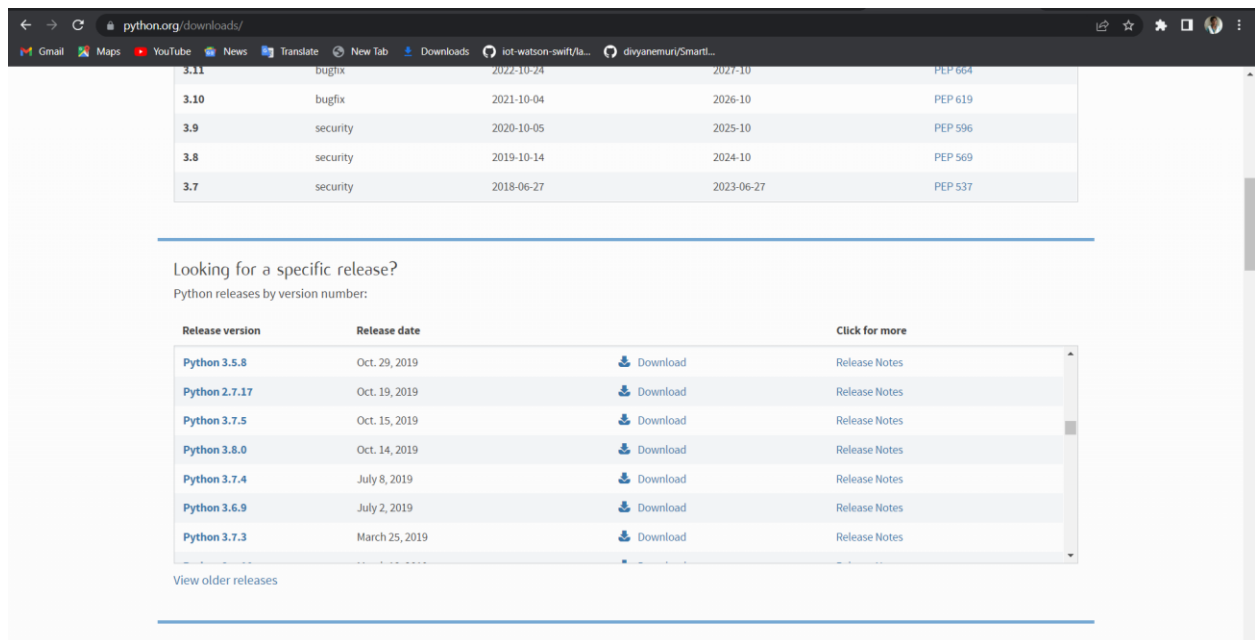 python.org/downloads/
Gmail Maps YouTube News Translate New Tab Downloads iot-watson-swift/la... divyanemuri/Smartl...
3.11 bugfix 2022-10-24 2027-10 PEP 664
3.10 bugfix 2021-10-04 2026-10 PEP 619
3.9 security 2020-10-05 2025-10 PEP 596
3.8 security 2019-10-14 2024-10 PEP 569
3.7 security 2018-06-27 2023-06-27 PEP 537
Looking for a specific release?
Python releases by version number:
Release version Release date Click for more
Python 3.5.8 Oct. 29, 2019 Download Release Notes
Python 2.7.17 Oct. 19, 2019 Download Release Notes
Python 3.7.5 Oct. 15, 2019 Download Release Notes
Python 3.8.0 Oct. 14, 2019 Download Release Notes
Python 3.7.4 July 8, 2019 Download Release Notes
Python 3.6.9 July 2, 2019 Download Release Notes
Python 3.7.3 March 25, 2019 Download Release Notes
View older releases